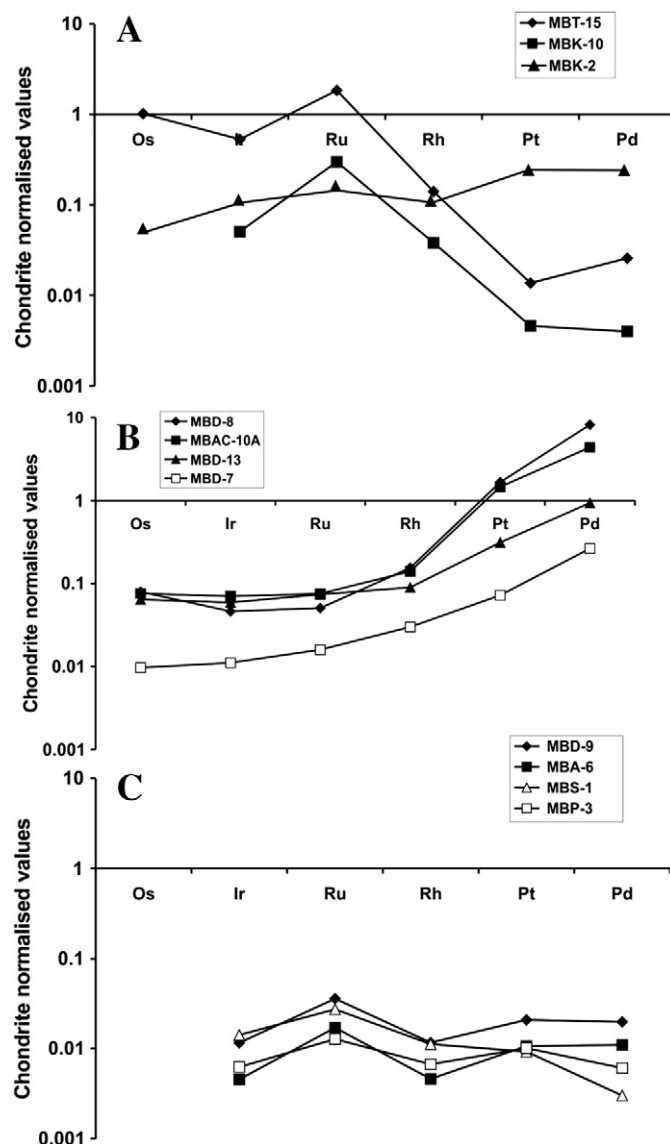 A
MBT-15
MBK-10
MBK-2
Chondrite normalised values
10
1
0.1
0.01
0.001
Os Ir Ru Rh Pt Pd
B
MBD-8
MBAC-10A
MBD-13
MBD-7
Chondrite normalised values
10
1
0.1
0.01
0.001
Os Ir Ru Rh Pt Pd
C
MBD-9
MBA-6
MBS-1
MBP-3
Chondrite normalised values
10
1
0.1
0.01
0.001
Os Ir Ru Rh Pt Pd